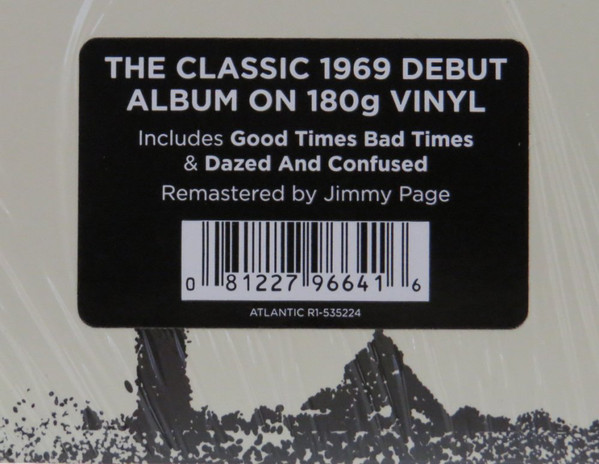 THE CLASSIC 1969 DEBUT
ALBUM ON 180g VINYL
Includes Good Times Bad Times
& Dazed And Confused
Remastered by Jimmy Page
0 81227 96641 6
ATLANTIC R1-535224